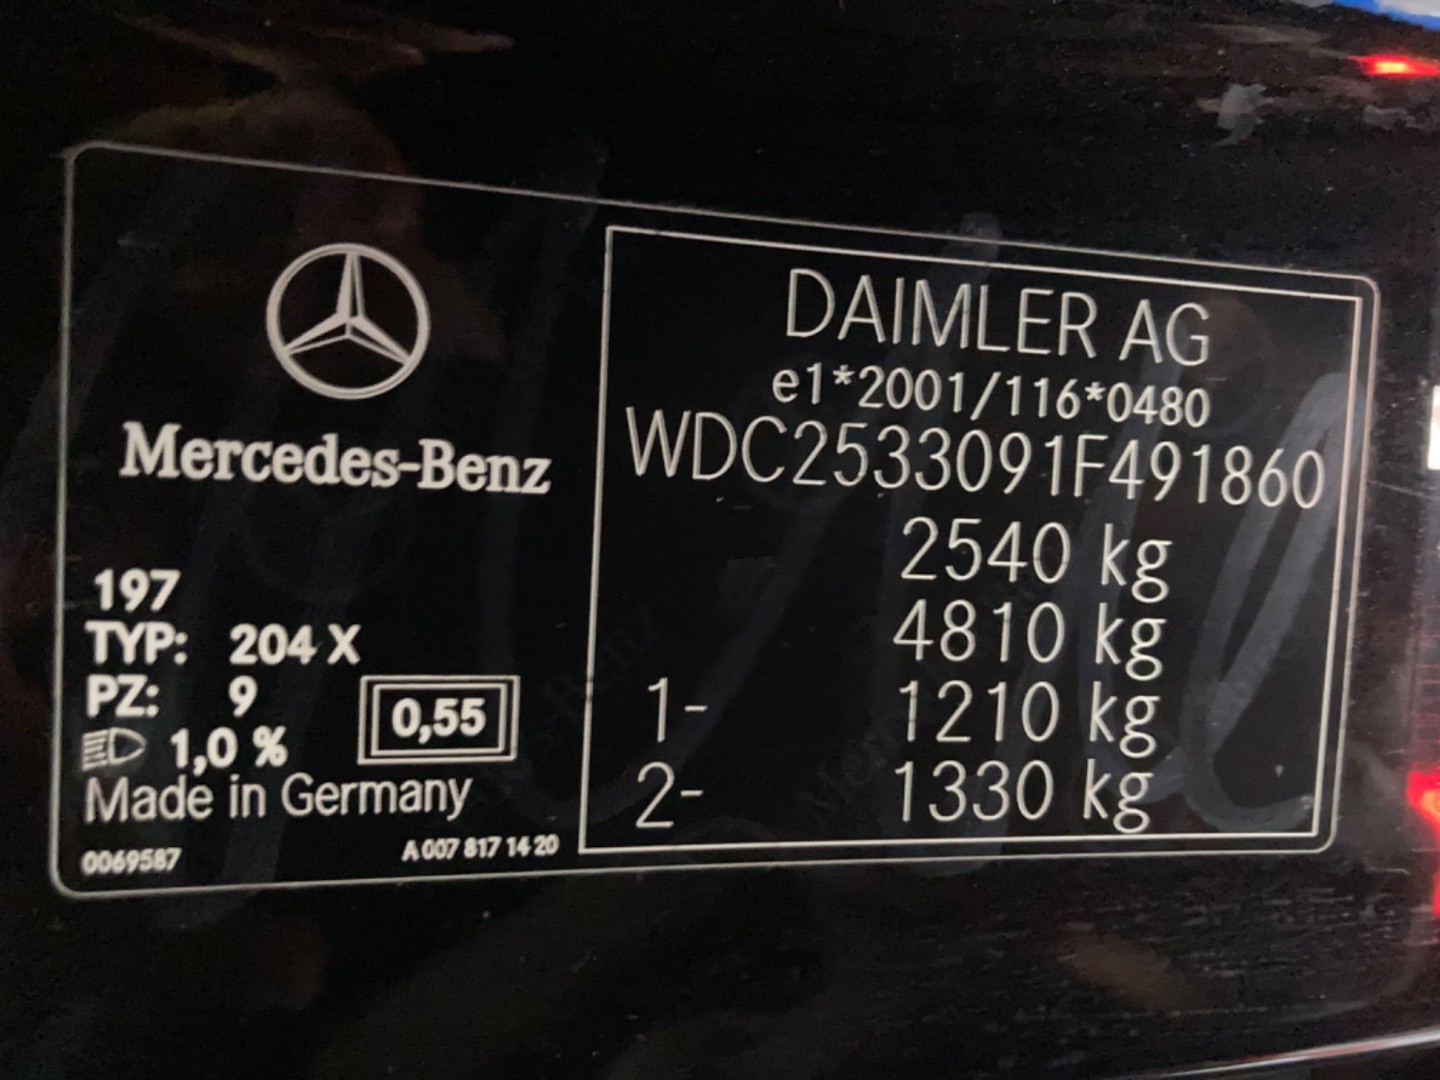 Mercedes-Benz
197
TYP: 204 X
PZ: 9
1,0 %
0,55
Made in Germany
0069587
A 007 817 14 20
DAIMLER AG
e1*2001/116*0480
WDC2533091F491860
2540 kg
4810 kg
1- 1210 kg
2- 1330 kg